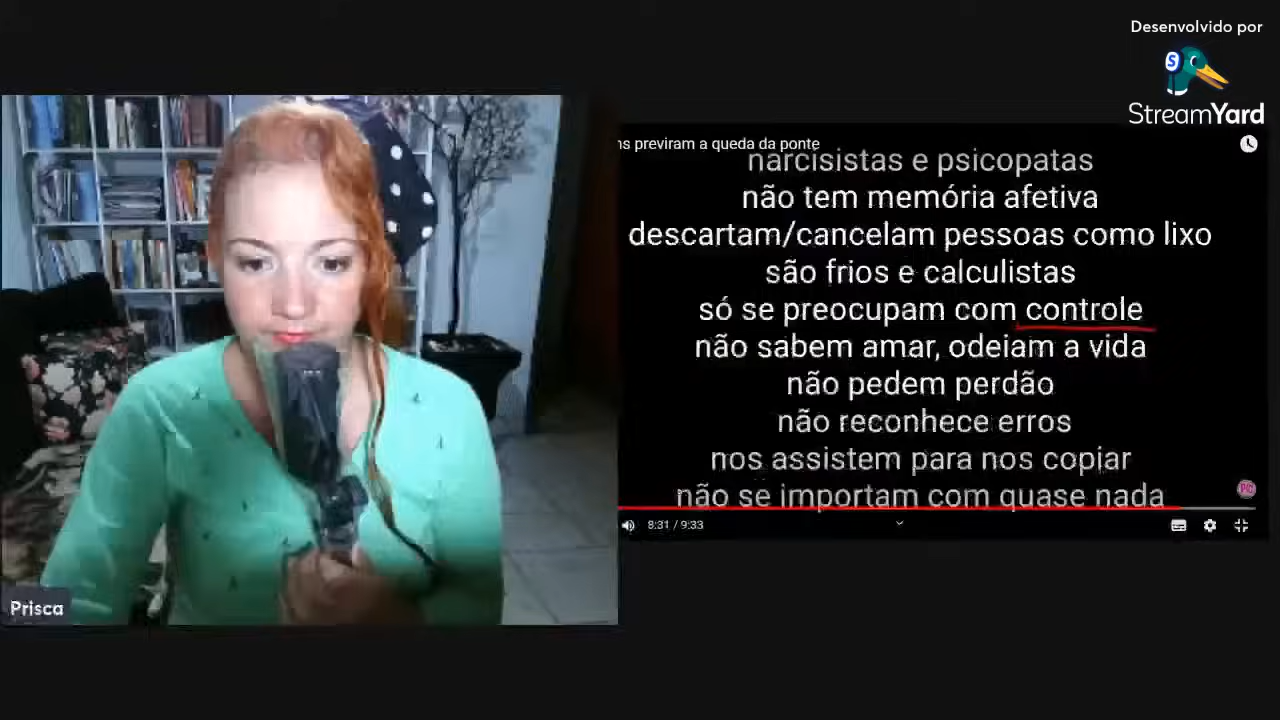 Desenvolvido por
StreamYard
ns previram a queda da ponte
narcisistas e psicopatas
não tem memória afetiva
descartam/cancelam pessoas como lixo
são frios e calculistas
só se preocupam com controle
não sabem amar, odeiam a vida
não pedem perdão
não reconhece erros
nos assistem para nos copiar
não se importam com quase nada
8:31 / 9:33
Prisca